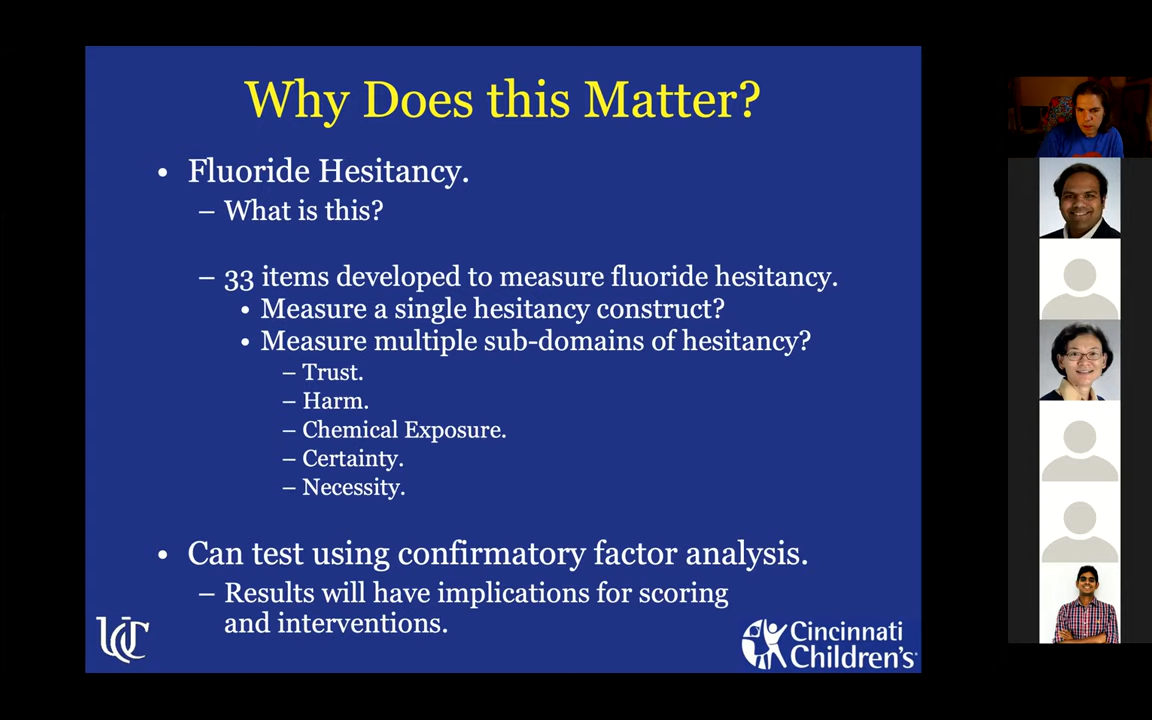 Why Does this Matter?
• Fluoride Hesitancy.
– What is this?
– 33 items developed to measure fluoride hesitancy.
• Measure a single hesitancy construct?
• Measure multiple sub-domains of hesitancy?
– Trust.
– Harm.
– Chemical Exposure.
– Certainty.
– Necessity.
• Can test using confirmatory factor analysis.
– Results will have implications for scoring
and interventions.
UC
Cincinnati
Children's